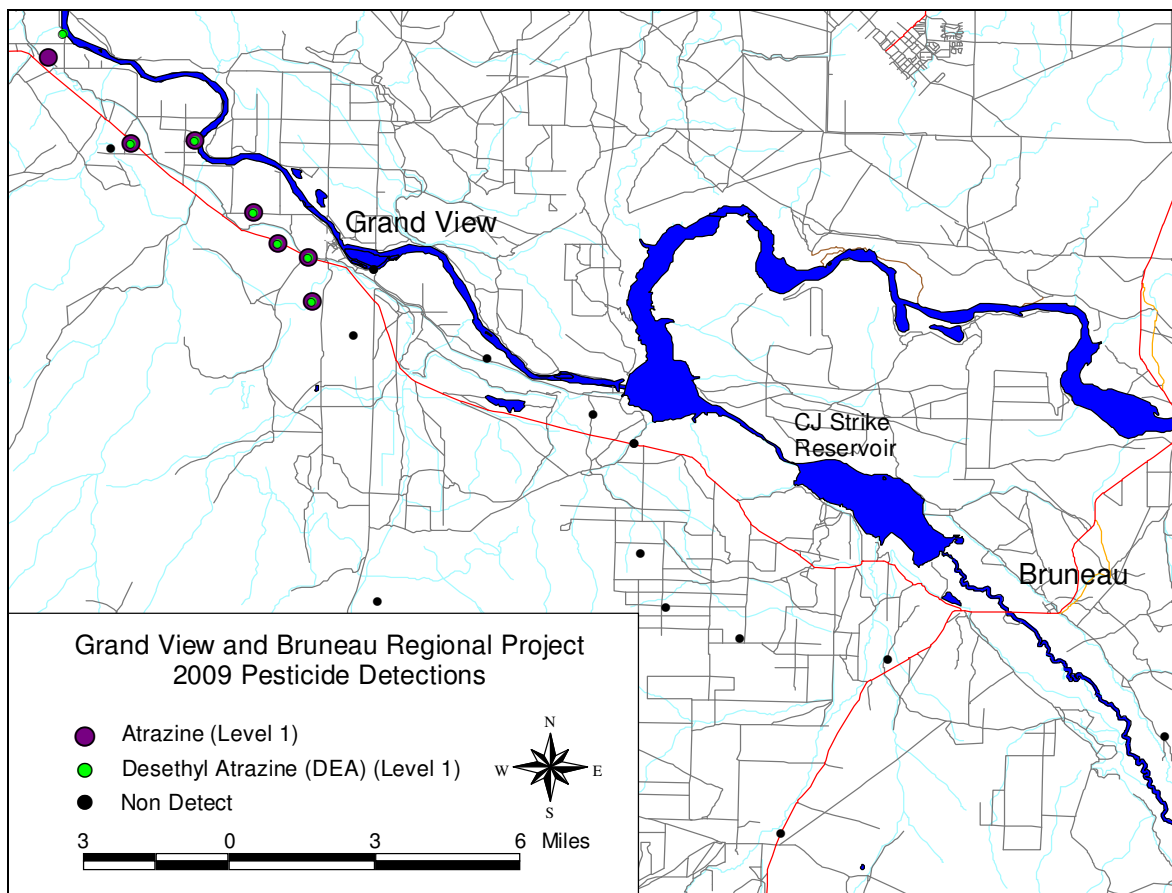 Grand View
CJ Strike
Reservoir
Bruneau
Grand View and Bruneau Regional Project
2009 Pesticide Detections
Atrazine (Level 1)
Desethyl Atrazine (DEA) (Level 1)
Non Detect
N
W E
S
3 0 3 6 Miles